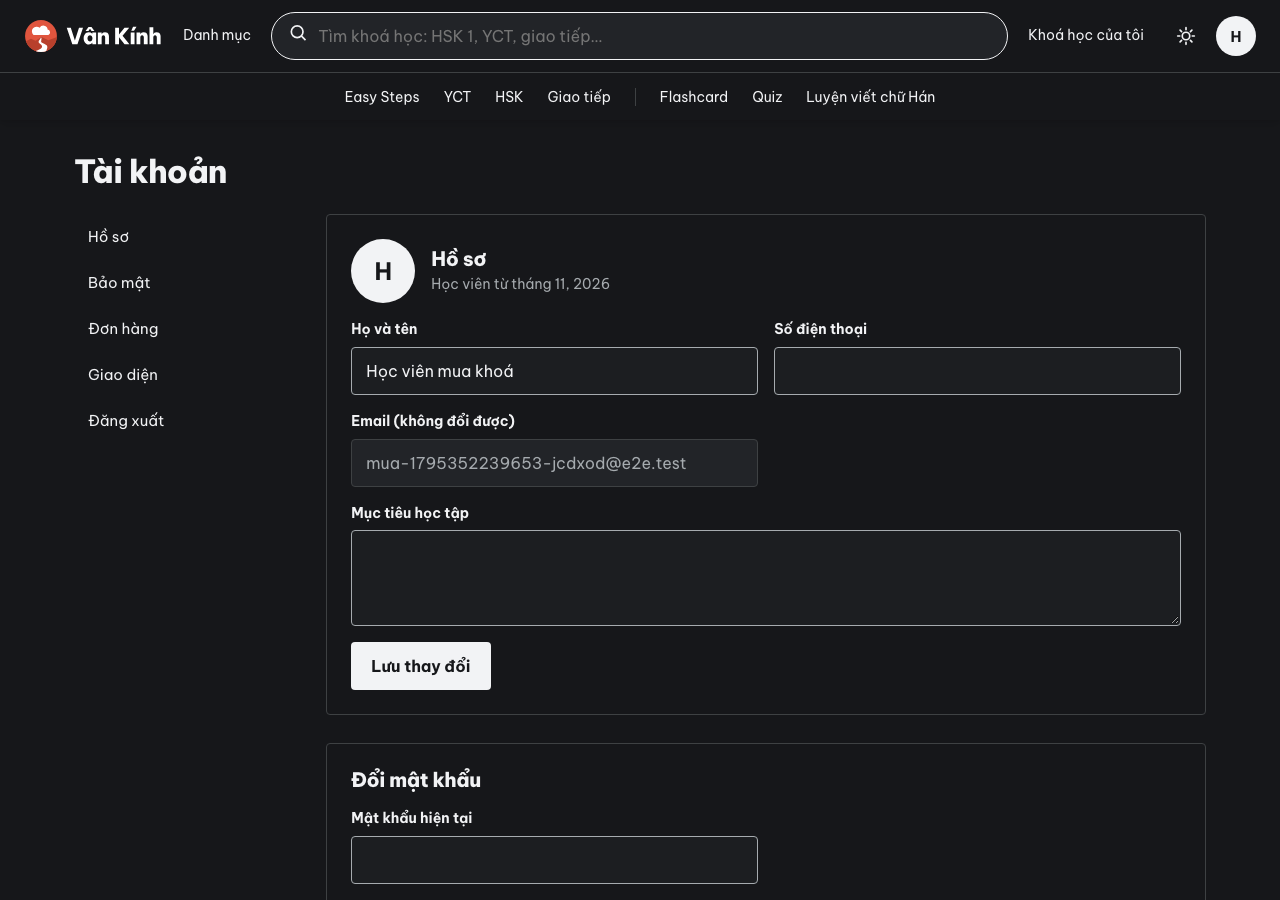 Vân Kính
Danh mục
Tìm khoá học: HSK 1, YCT, giao tiếp...
Khoá học của tôi
H
Easy Steps
YCT
HSK
Giao tiếp
Flashcard
Quiz
Luyện viết chữ Hán
Tài khoản
Hồ sơ
Bảo mật
Đơn hàng
Giao diện
Đăng xuất
H
Hồ sơ
Học viên từ tháng 11, 2026
Họ và tên
Số điện thoại
Học viên mua khoá
Email (không đổi được)
mua-1795352239653-jcdxod@e2e.test
Mục tiêu học tập
Lưu thay đổi
Đổi mật khẩu
Mật khẩu hiện tại